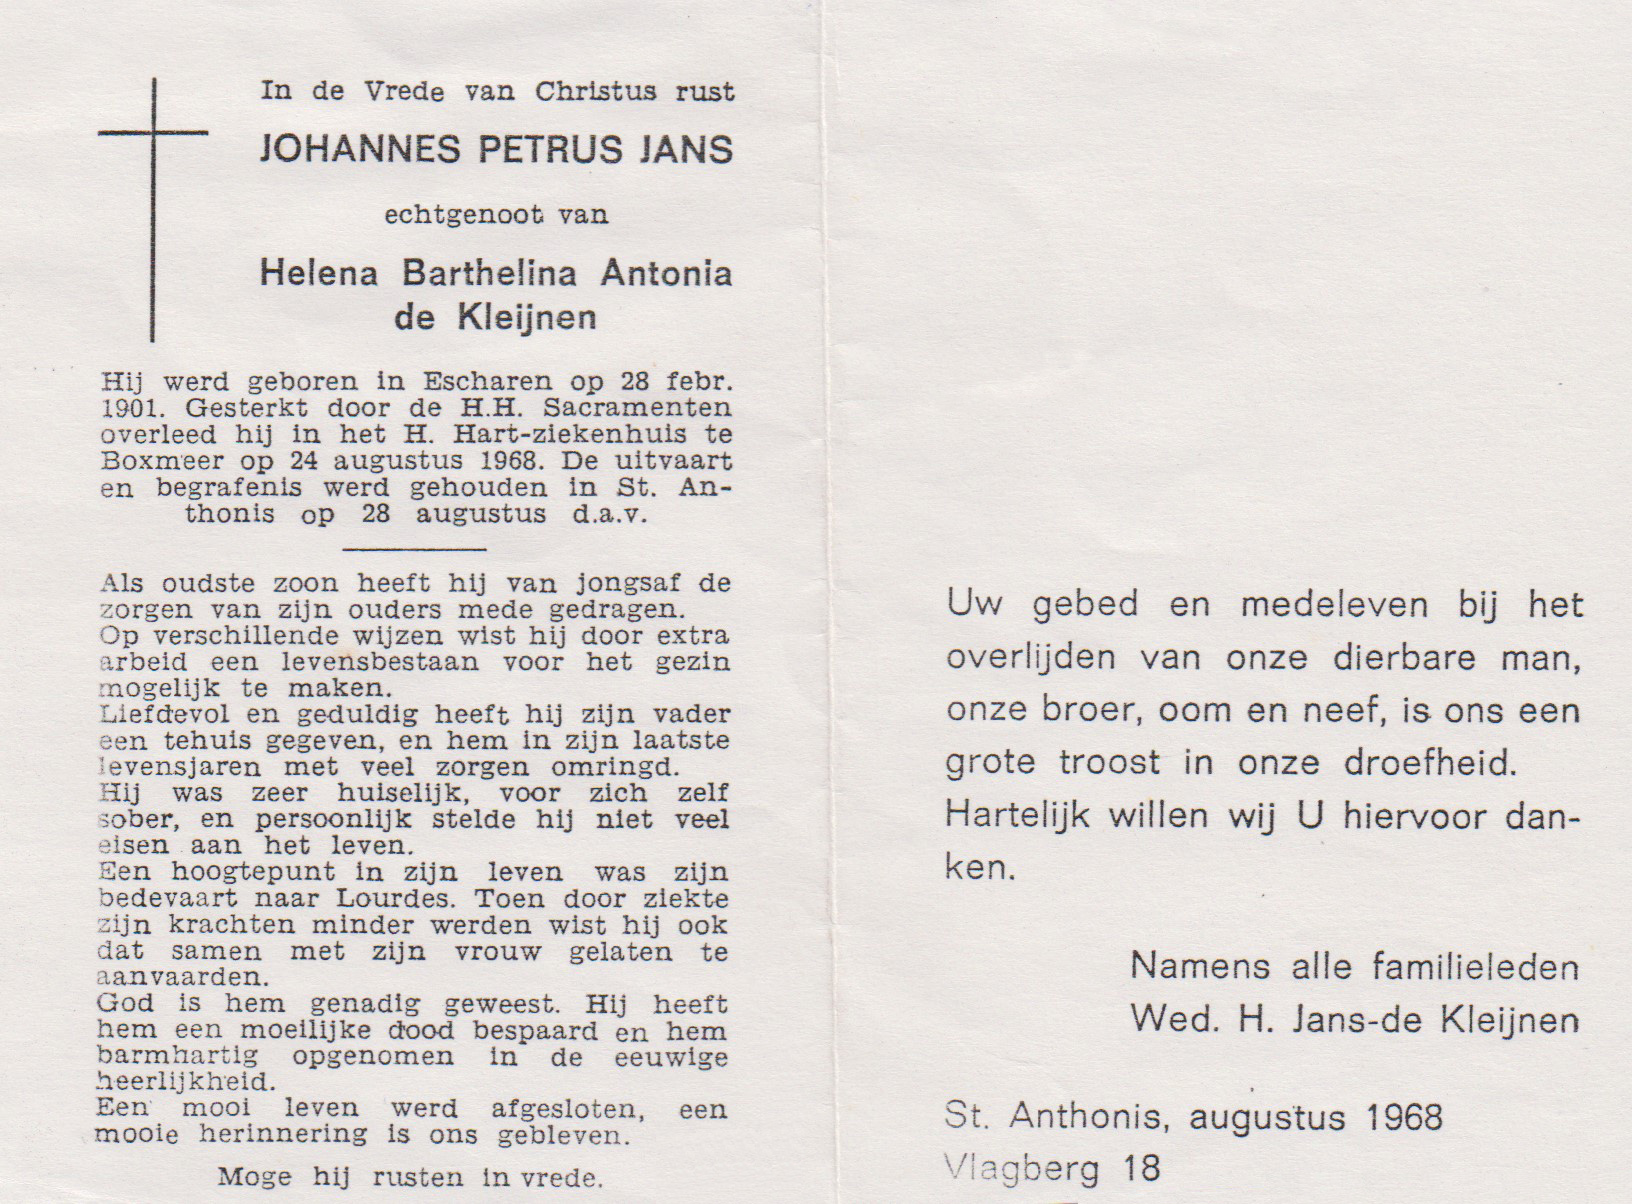 In de Vrede van Christus rust
JOHANNES PETRUS JANS
echtgenoot van
Helena Barthelina Antonia
de Kleijnen
Hij werd geboren in Escharen op 28 febr.
1901. Gesterkt door de H.H. Sacramenten
overleed hij in het H. Hart-ziekenhuis te
Boxmeer op 24 augustus 1968. De uitvaart
en begrafenis werd gehouden in St. An-
thonis op 28 augustus d.a.v.
Als oudste zoon heeft hij van jongsaf de
zorgen van zijn ouders mede gedragen.
Op verschillende wijzen wist hij door extra
arbeid een levensbestaan voor het gezin
mogelijk te maken.
Liefdevol en geduldig heeft hij zijn vader
een tehuis gegeven, en hem in zijn laatste
levensjaren met veel zorgen omringd.
Hij was zeer huiselijk, voor zich zelf
sober, en persoonlijk stelde hij niet veel
eisen aan het leven.
Een hoogtepunt in zijn leven was zijn
bedevaart naar Lourdes. Toen door ziekte
zijn krachten minder werden wist hij ook
dat samen met zijn vrouw gelaten te
aanvaarden.
God is hem genadig geweest. Hij heeft
hem een moeilijke dood bespaard en hem
barmhartig opgenomen in de eeuwige
heerlijkheid.
Een mooi leven werd afgesloten, een
mooie herinnering is ons gebleven.
Moge hij rusten in vrede.
Uw gebed en medeleven bij het
overlijden van onze dierbare man,
onze broer, oom en neef, is ons een
grote troost in onze droefheid.
Hartelijk willen wij U hiervoor dan-
ken.
Namens alle familieleden
Wed. H. Jans-de Kleijnen
St. Anthonis, augustus 1968
Vlagberg 18